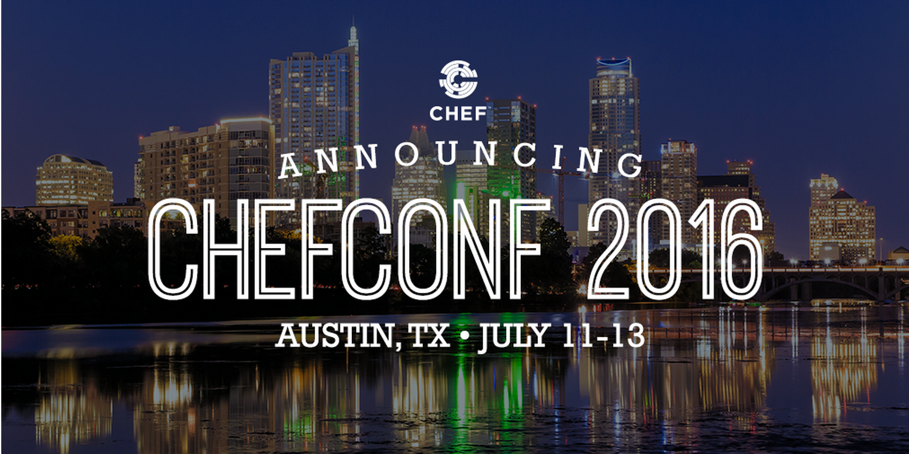 CHEF
ANNOUNCING
CHEFCONF 2016
AUSTIN, TX • JULY 11-13